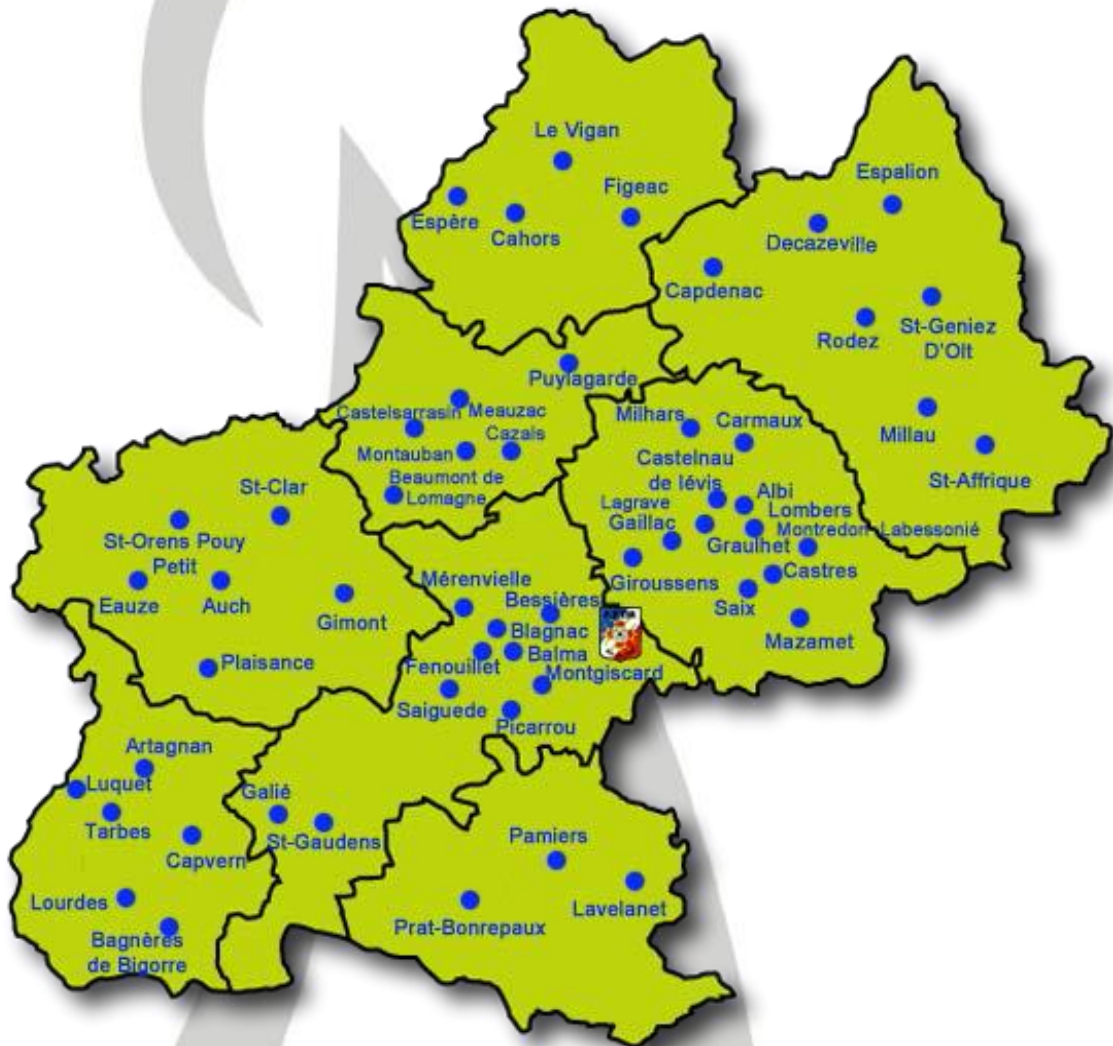 Le Vigan
Figeac
Espère
Cahors
Espalion
Decazeville
Capdenac
St-Geniez
D'Olt
Rodez
Millau
St-Affrique
Puylagarde
Castelsarrasin
Meauzac
Cazals
Montauban
Beaumont de
Lomagne
Milhars
Carmaux
Castelnau
de lévis
Albi
Lagrave
Lombers
Gaillac
Montredon-Labessonié
Graulhet
Giroussens
Castres
Saix
Mazamet
St-Clar
St-Orens Pouy
Petit
Eauze
Auch
Gimont
Plaisance
Mérenvielle
Bessières
Blagnac
Balma
Fenouillet
Montgiscard
Saiguede
Picarrou
Artagnan
Luquet
Tarbes
Capvern
Lourdes
Bagnères
de Bigorre
Galié
St-Gaudens
Pamiers
Prat-Bonrepaux
Lavelanet